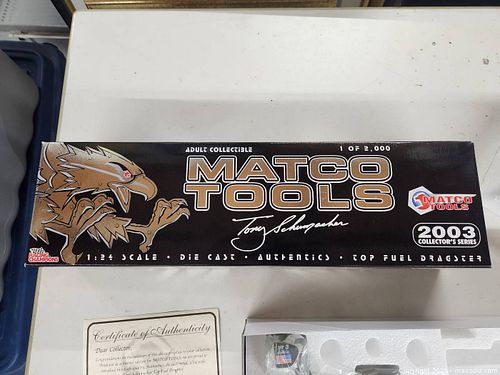 ADULT COLLECTIBLE
1 OF 2,000
MATCO
TOOLS
Tony Schumacher
MATCO
TOOLS
2003
COLLECTOR'S SERIES
CHAMPIONS
1:24 SCALE • DIE CAST • AUTHENTICS • TOP FUEL DRAGSTER
Certificate of Authenticity
Dear Collector,